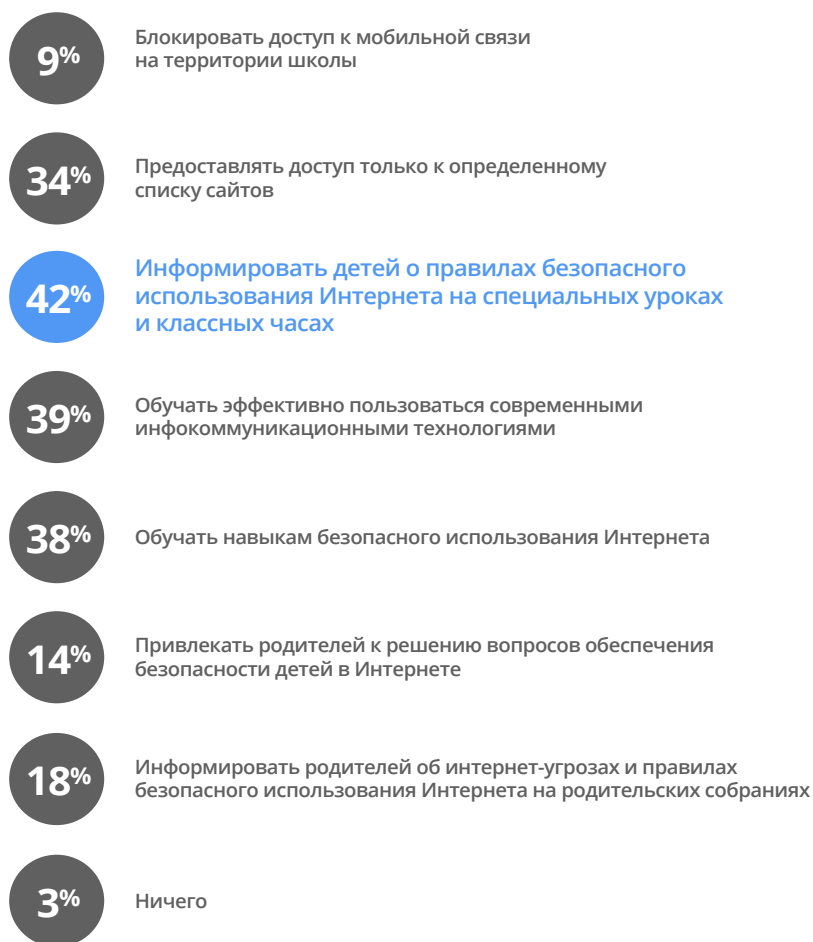 9%
Блокировать доступ к мобильной связи
на территории школы
34%
Предоставлять доступ только к определенному
списку сайтов
42%
Информировать детей о правилах безопасного
использования Интернета на специальных уроках
и классных часах
39%
Обучать эффективно пользоваться современными
инфокоммуникационными технологиями
38%
Обучать навыкам безопасного использования Интернета
14%
Привлекать родителей к решению вопросов обеспечения
безопасности детей в Интернете
18%
Информировать родителей об интернет-угрозах и правилах
безопасного использования Интернета на родительских собраниях
3%
Ничего